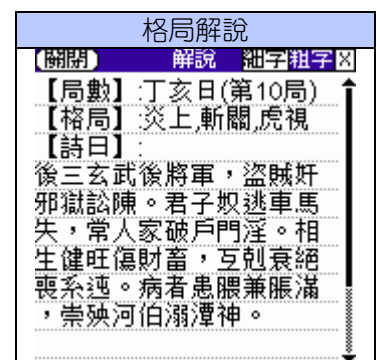 格局解說
(關閉) 解說 細字 粗字 X
【局數】:丁亥日(第10局)
【格局】:炎上,斬關,虎視
【詩曰】:
後三玄武後將軍，盜賊奸
邪獄訟陳。君子奴逃車馬
失，常人家破戶門淫。相
生健旺傷財畜，互剋衰絕
喪系迍。病者患腰兼脹滿
，崇殃河伯溺潭神。